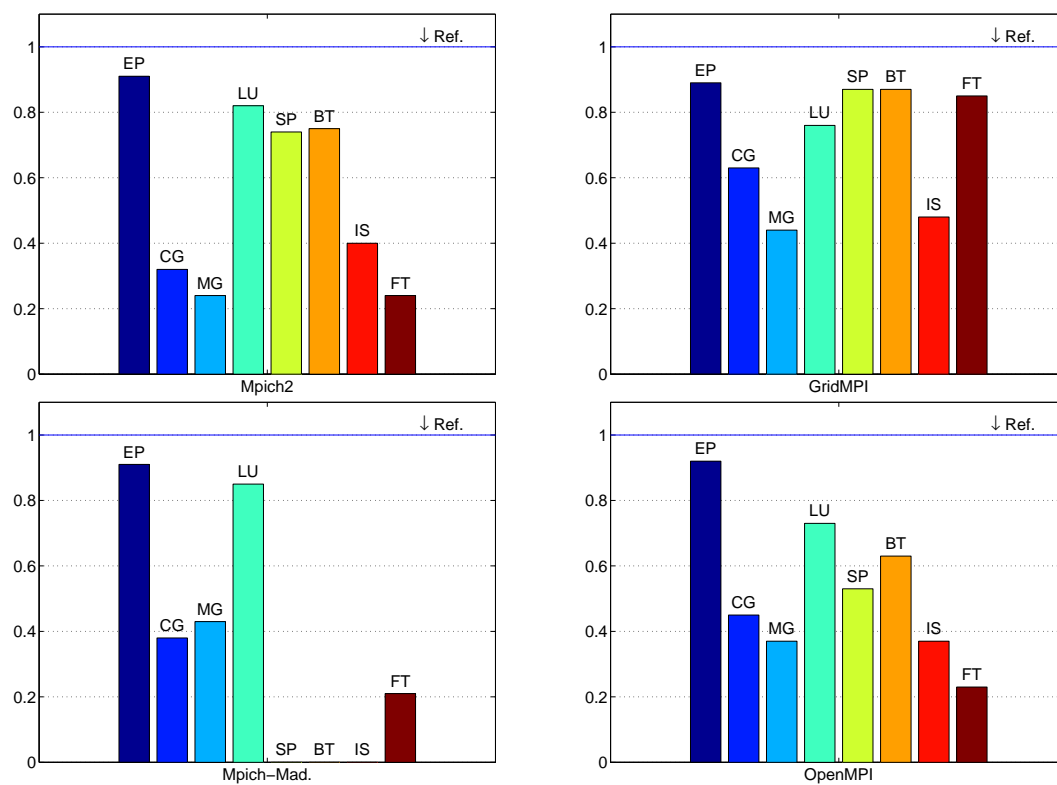 ↓ Ref.
1
EP
LU
0.8
SP
BT
0.6
CG
IS
0.4
MG
FT
0.2
0
Mpich2
↓ Ref.
1
EP
SP
BT
FT
0.8
LU
CG
0.6
MG
IS
0.4
0.2
0
GridMPI
↓ Ref.
1
EP
LU
0.8
0.6
CG
MG
0.4
FT
0.2
SP
BT
IS
0
Mpich−Mad.
↓ Ref.
1
EP
0.8
LU
BT
0.6
SP
CG
MG
IS
0.4
FT
0.2
0
OpenMPI